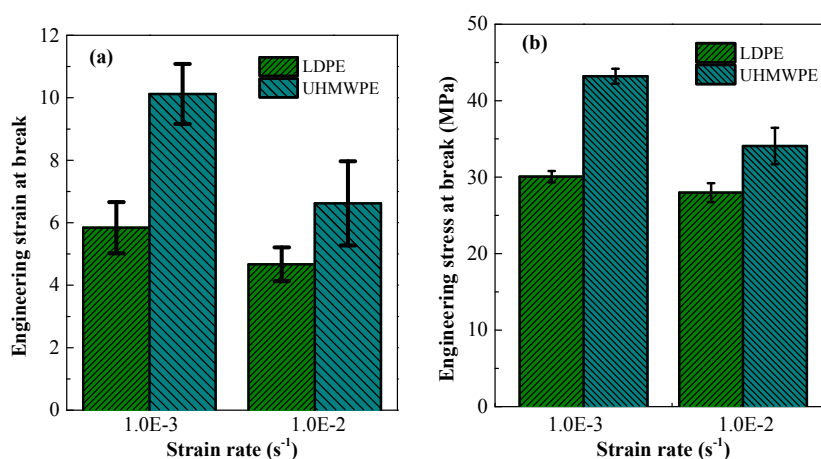 (a)
LDPE
UHMWPE
Engineering strain at break
12
10
8
6
4
2
0
1.0E-3 1.0E-2
Strain rate (s⁻¹)
(b)
LDPE
UHMWPE
Engineering stress at break (MPa)
50
40
30
20
10
0
1.0E-3 1.0E-2
Strain rate (s⁻¹)